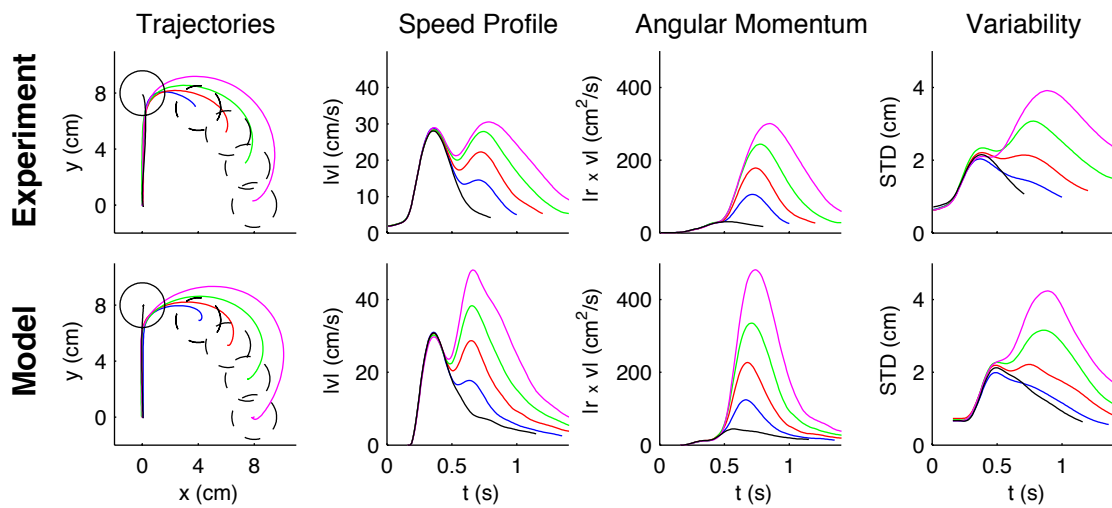 Trajectories Speed Profile Angular Momentum Variability
Experiment
y (cm)
8
4
0
|v| (cm/s)
40
30
20
10
0
|r x v| (cm²/s)
400
200
0
STD (cm)
4
2
0
Model
y (cm)
8
4
0
0 4 8
x (cm)
|v| (cm/s)
40
20
0
0 0.5 1
t (s)
|r x v| (cm²/s)
400
200
0
0 0.5 1
t (s)
STD (cm)
4
2
0
0 0.5 1
t (s)